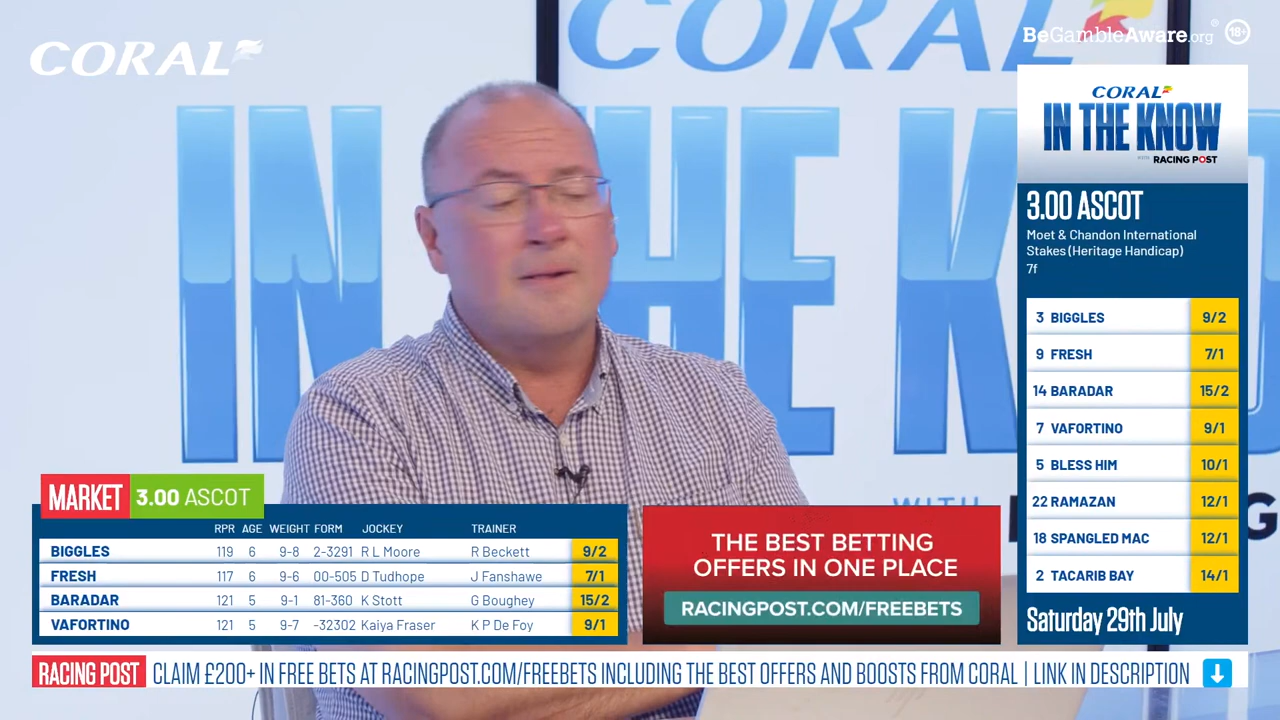 CORAL
CORAL
BeGambleAware.org®
18+
IN THE K
WITH
CORAL
IN THE KNOW
WITH RACING POST
3.00 ASCOT
Moet & Chandon International
Stakes (Heritage Handicap)
7f
3 BIGGLES 9/2
9 FRESH 7/1
14 BARADAR 15/2
7 VAFORTINO 9/1
5 BLESS HIM 10/1
22 RAMAZAN 12/1
18 SPANGLED MAC 12/1
2 TACARIB BAY 14/1
Saturday 29th July
MARKET 3.00 ASCOT
RPR AGE WEIGHT FORM JOCKEY TRAINER
BIGGLES 119 6 9-8 2-3291 R L Moore R Beckett 9/2
FRESH 117 6 9-6 00-505 D Tudhope J Fanshawe 7/1
BARADAR 121 5 9-1 81-360 K Stott G Boughey 15/2
VAFORTINO 121 5 9-7 -32302 Kaiya Fraser K P De Foy 9/1
THE BEST BETTING
OFFERS IN ONE PLACE
RACINGPOST.COM/FREEBETS
RACING POST CLAIM £200+ IN FREE BETS AT RACINGPOST.COM/FREEBETS INCLUDING THE BEST OFFERS AND BOOSTS FROM CORAL | LINK IN DESCRIPTION